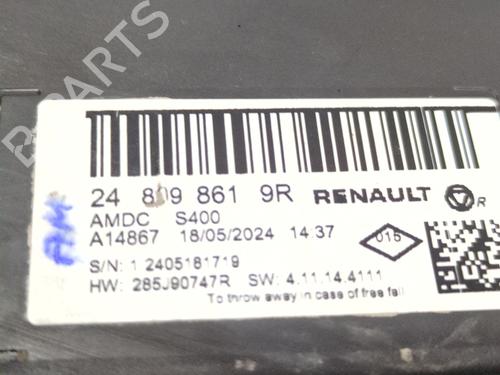 B PARTS
24 809 861 9R RENAULT R
AMDC S400
A14867 18/05/2024 14:37
015
S/N: 1 2405181719
HW: 285J90747R SW: 4.11.14.4111
To throw away in case of free fall
AM